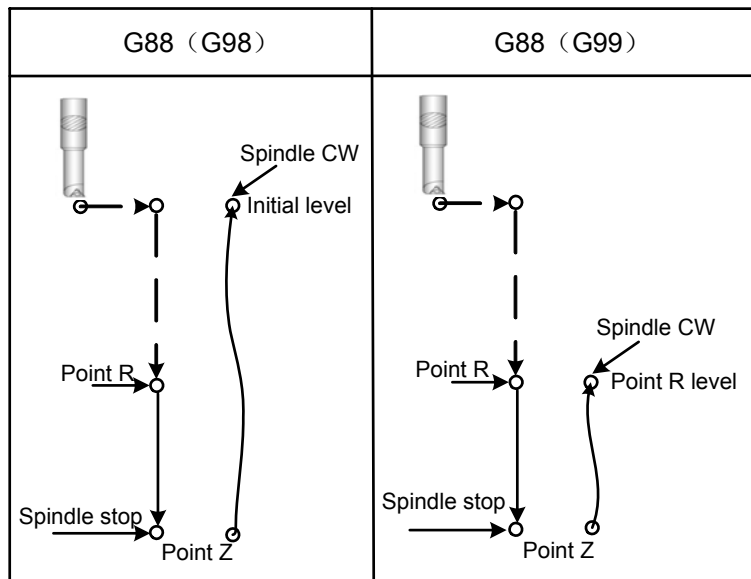 G88（G98）
G88（G99）
Spindle CW
Initial level
Point R
Spindle stop
Point Z
Spindle CW
Point R
Point R level
Spindle stop
Point Z